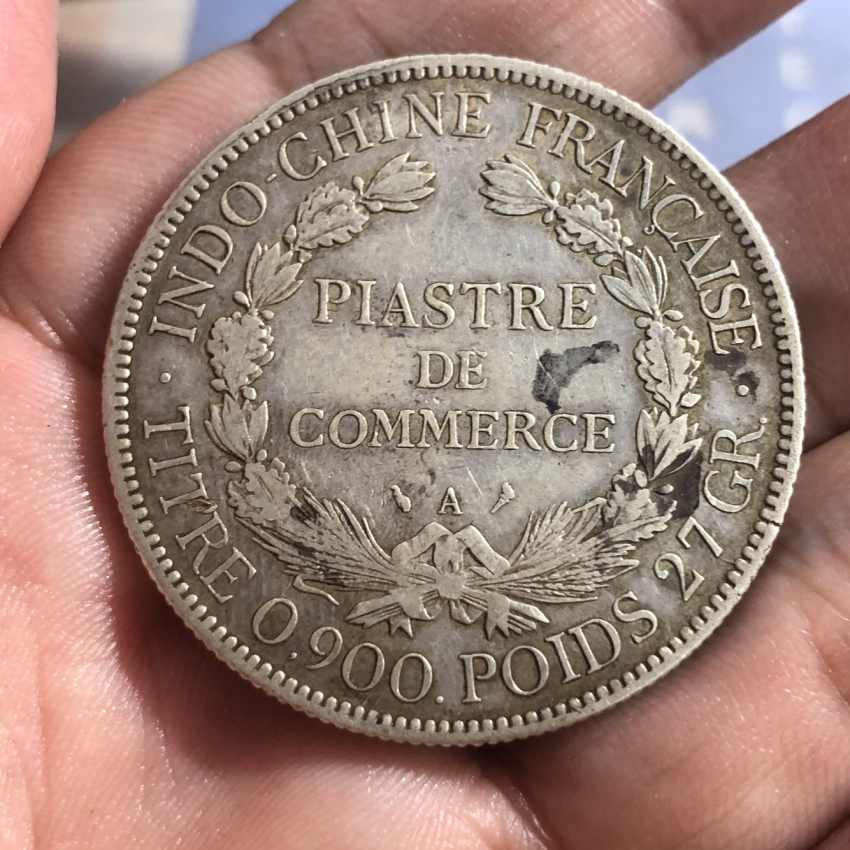 INDO-CHINE FRANÇAISE
PIASTRE
DE
COMMERCE
A
· TITRE 0,900. POIDS 27 GR. ·